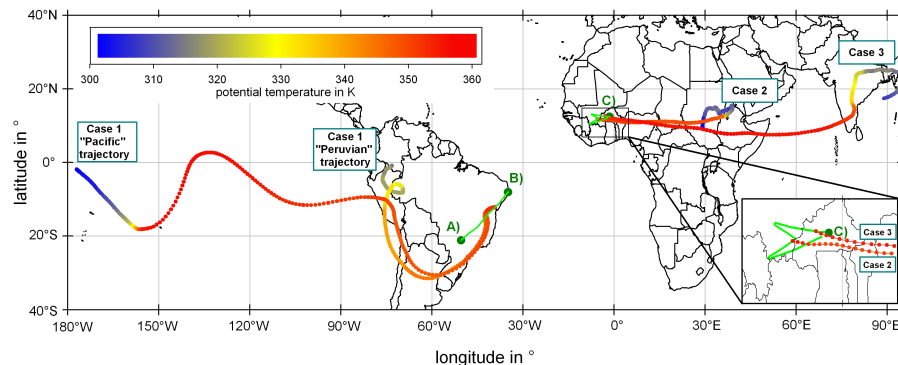 40°N
20°N
0°
20°S
40°S
latitude in °
300 310 320 330 340 350 360
potential temperature in K
Case 1
"Pacific"
trajectory
Case 1
"Peruvian"
trajectory
A)
B)
C)
Case 2
Case 3
C)
Case 3
Case 2
180°W 150°W 120°W 90°W 60°W 30°W 0° 30°E 60°E 90°E
longitude in °